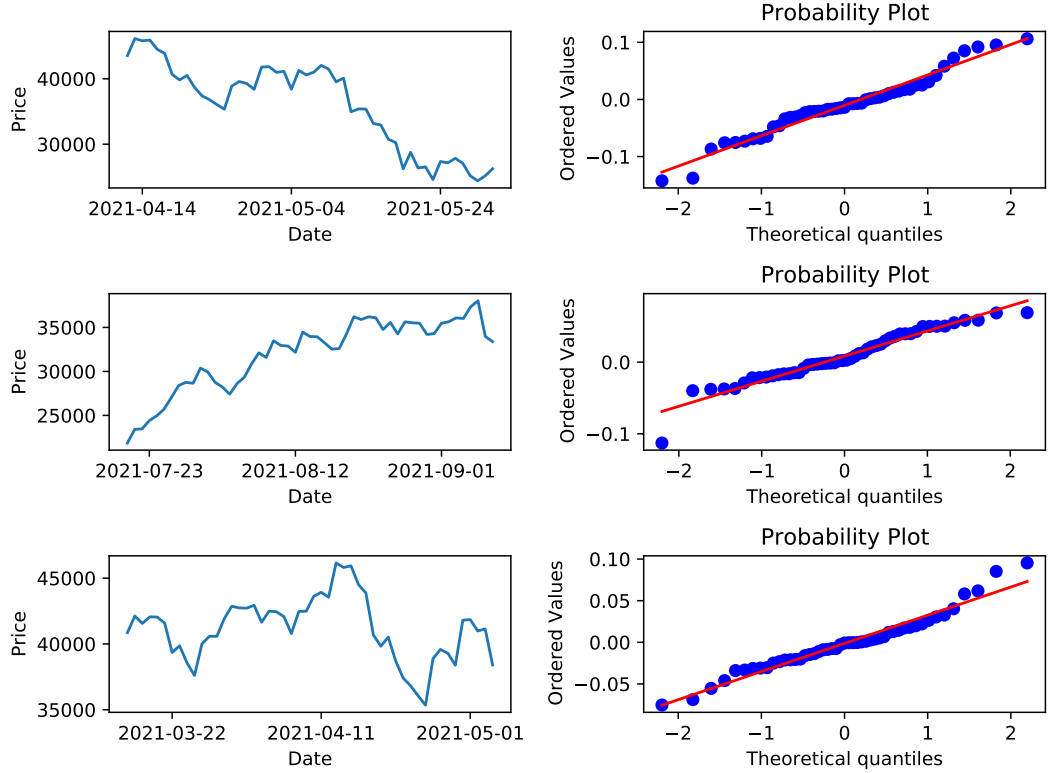 Probability Plot
Price
40000
30000
2021-04-14 2021-05-04 2021-05-24
Date
Ordered Values
0.1
0.0
−0.1
−2 −1 0 1 2
Theoretical quantiles
Probability Plot
Price
35000
30000
25000
2021-07-23 2021-08-12 2021-09-01
Date
Ordered Values
0.0
−0.1
−2 −1 0 1 2
Theoretical quantiles
Probability Plot
Price
45000
40000
35000
2021-03-22 2021-04-11 2021-05-01
Date
Ordered Values
0.10
0.05
0.00
−0.05
−2 −1 0 1 2
Theoretical quantiles